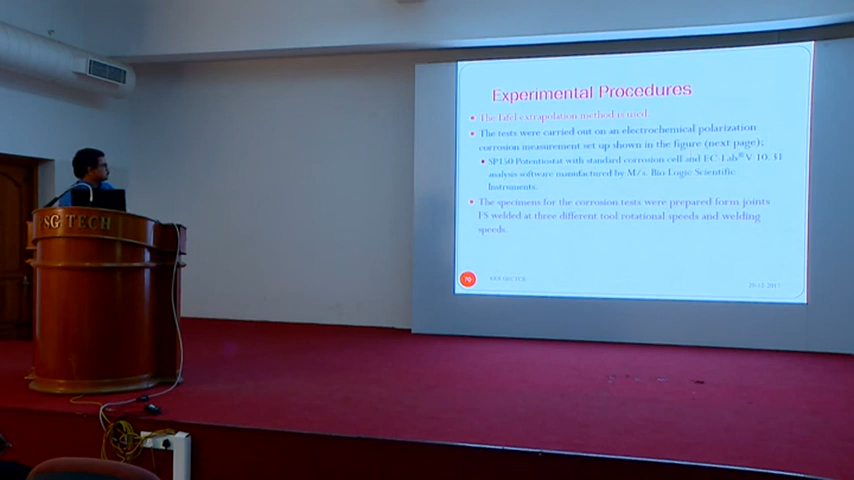 Experimental Procedures
The Tafel extrapolation method is used.
The tests were carried out on an electrochemical polarization
corrosion measurement set up shown in the figure (next page);
SP150 Potentiostat with standard corrosion cell and EC-Lab® V 10.31
analysis software manufactured by M/s. Bio Logic Scientific
Instruments.
The specimens for the corrosion tests were prepared form joints
FS welded at three different tool rotational speeds and welding
speeds.
70
20-12-2017
SG TECH